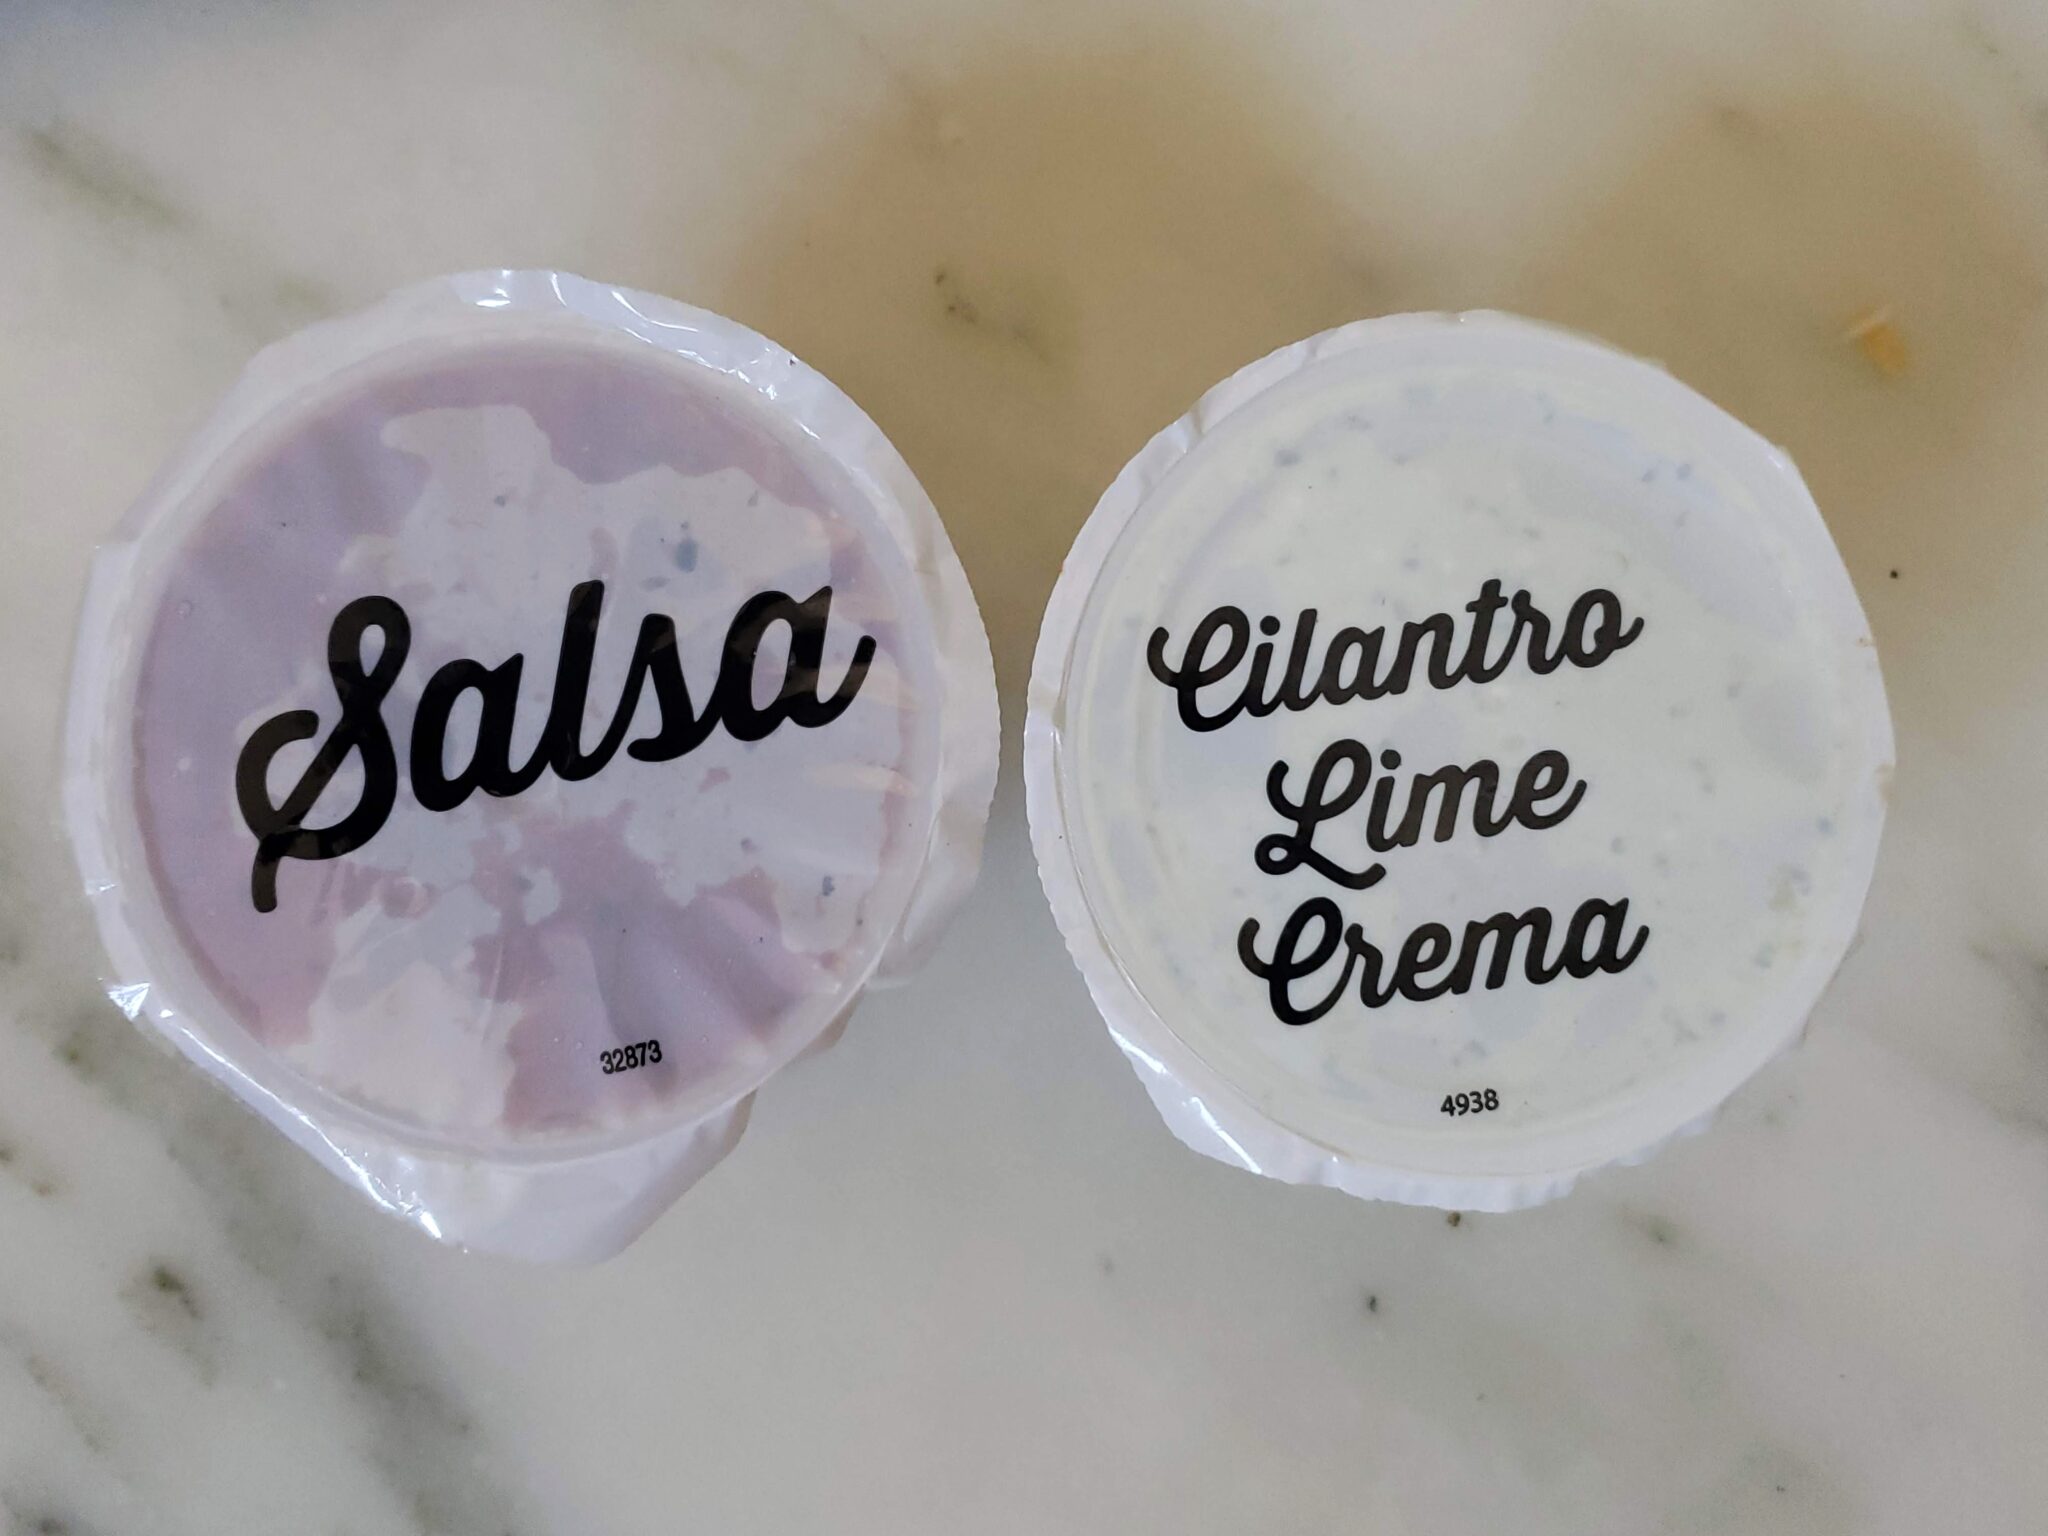 Salsa
32873
Cilantro
Lime
Crema
4938